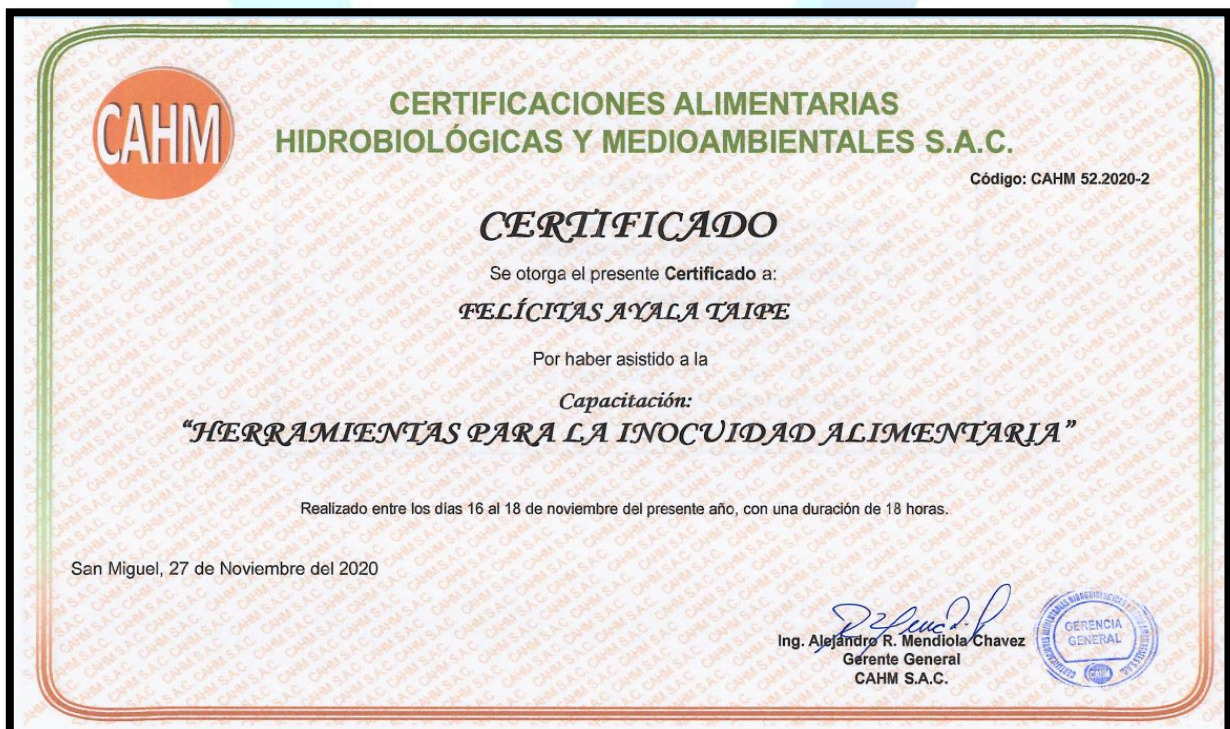 CAHM
CERTIFICACIONES ALIMENTARIAS
HIDROBIOLÓGICAS Y MEDIOAMBIENTALES S.A.C.
Código: CAHM 52.2020-2
CERTIFICADO
Se otorga el presente Certificado a:
FELÍCITAS AYALA TAIPE
Por haber asistido a la
Capacitación:
“HERRAMIENTAS PARA LA INOCUIDAD ALIMENTARIA”
Realizado entre los días 16 al 18 de noviembre del presente año, con una duración de 18 horas.
San Miguel, 27 de Noviembre del 2020
Ing. Alejandro R. Mendiola Chavez
Gerente General
CAHM S.A.C.
GERENCIA
GENERAL
CAHM